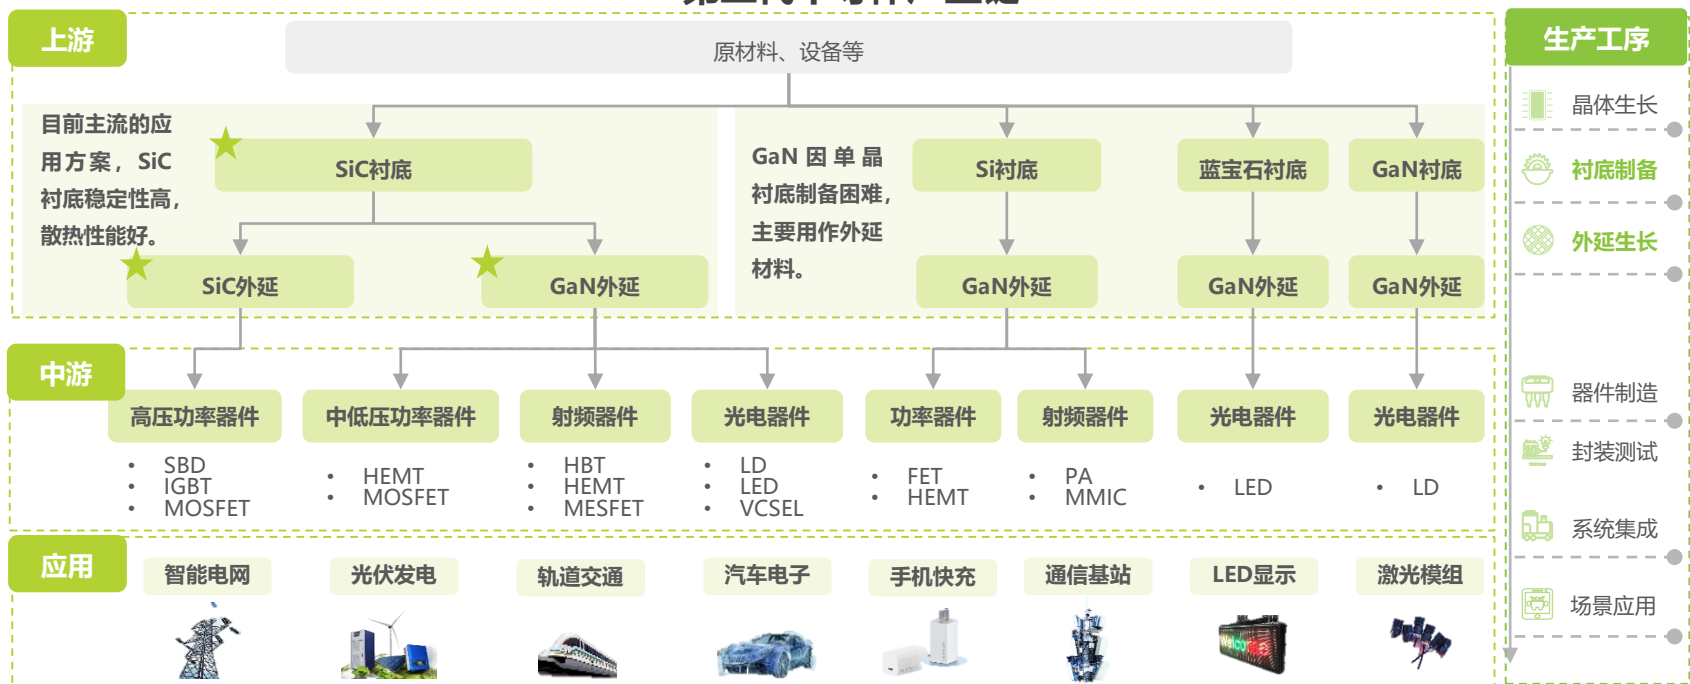 上游
原材料、设备等
目前主流的应
用方案，SiC
衬底稳定性高，
散热性能好。
SiC衬底
GaN因单晶
衬底制备困难，
主要用作外延
材料。
Si衬底
蓝宝石衬底
GaN衬底
SiC外延
GaN外延
GaN外延
GaN外延
GaN外延
中游
高压功率器件
中低压功率器件
射频器件
光电器件
功率器件
射频器件
光电器件
光电器件
• SBD
• IGBT
• MOSFET
• HEMT
• MOSFET
• HBT
• HEMT
• MESFET
• LD
• LED
• VCSEL
• FET
• HEMT
• PA
• MMIC
• LED
• LD
应用
智能电网
光伏发电
轨道交通
汽车电子
手机快充
通信基站
LED显示
激光模组
Welcome
生产工序
晶体生长
衬底制备
外延生长
器件制造
封装测试
系统集成
场景应用